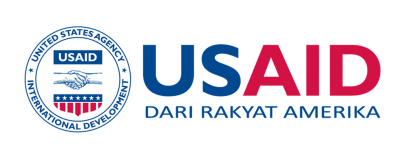 UNITED STATES AGENCY
USAID
INTERNATIONAL DEVELOPMENT
USAID
DARI RAKYAT AMERIKA